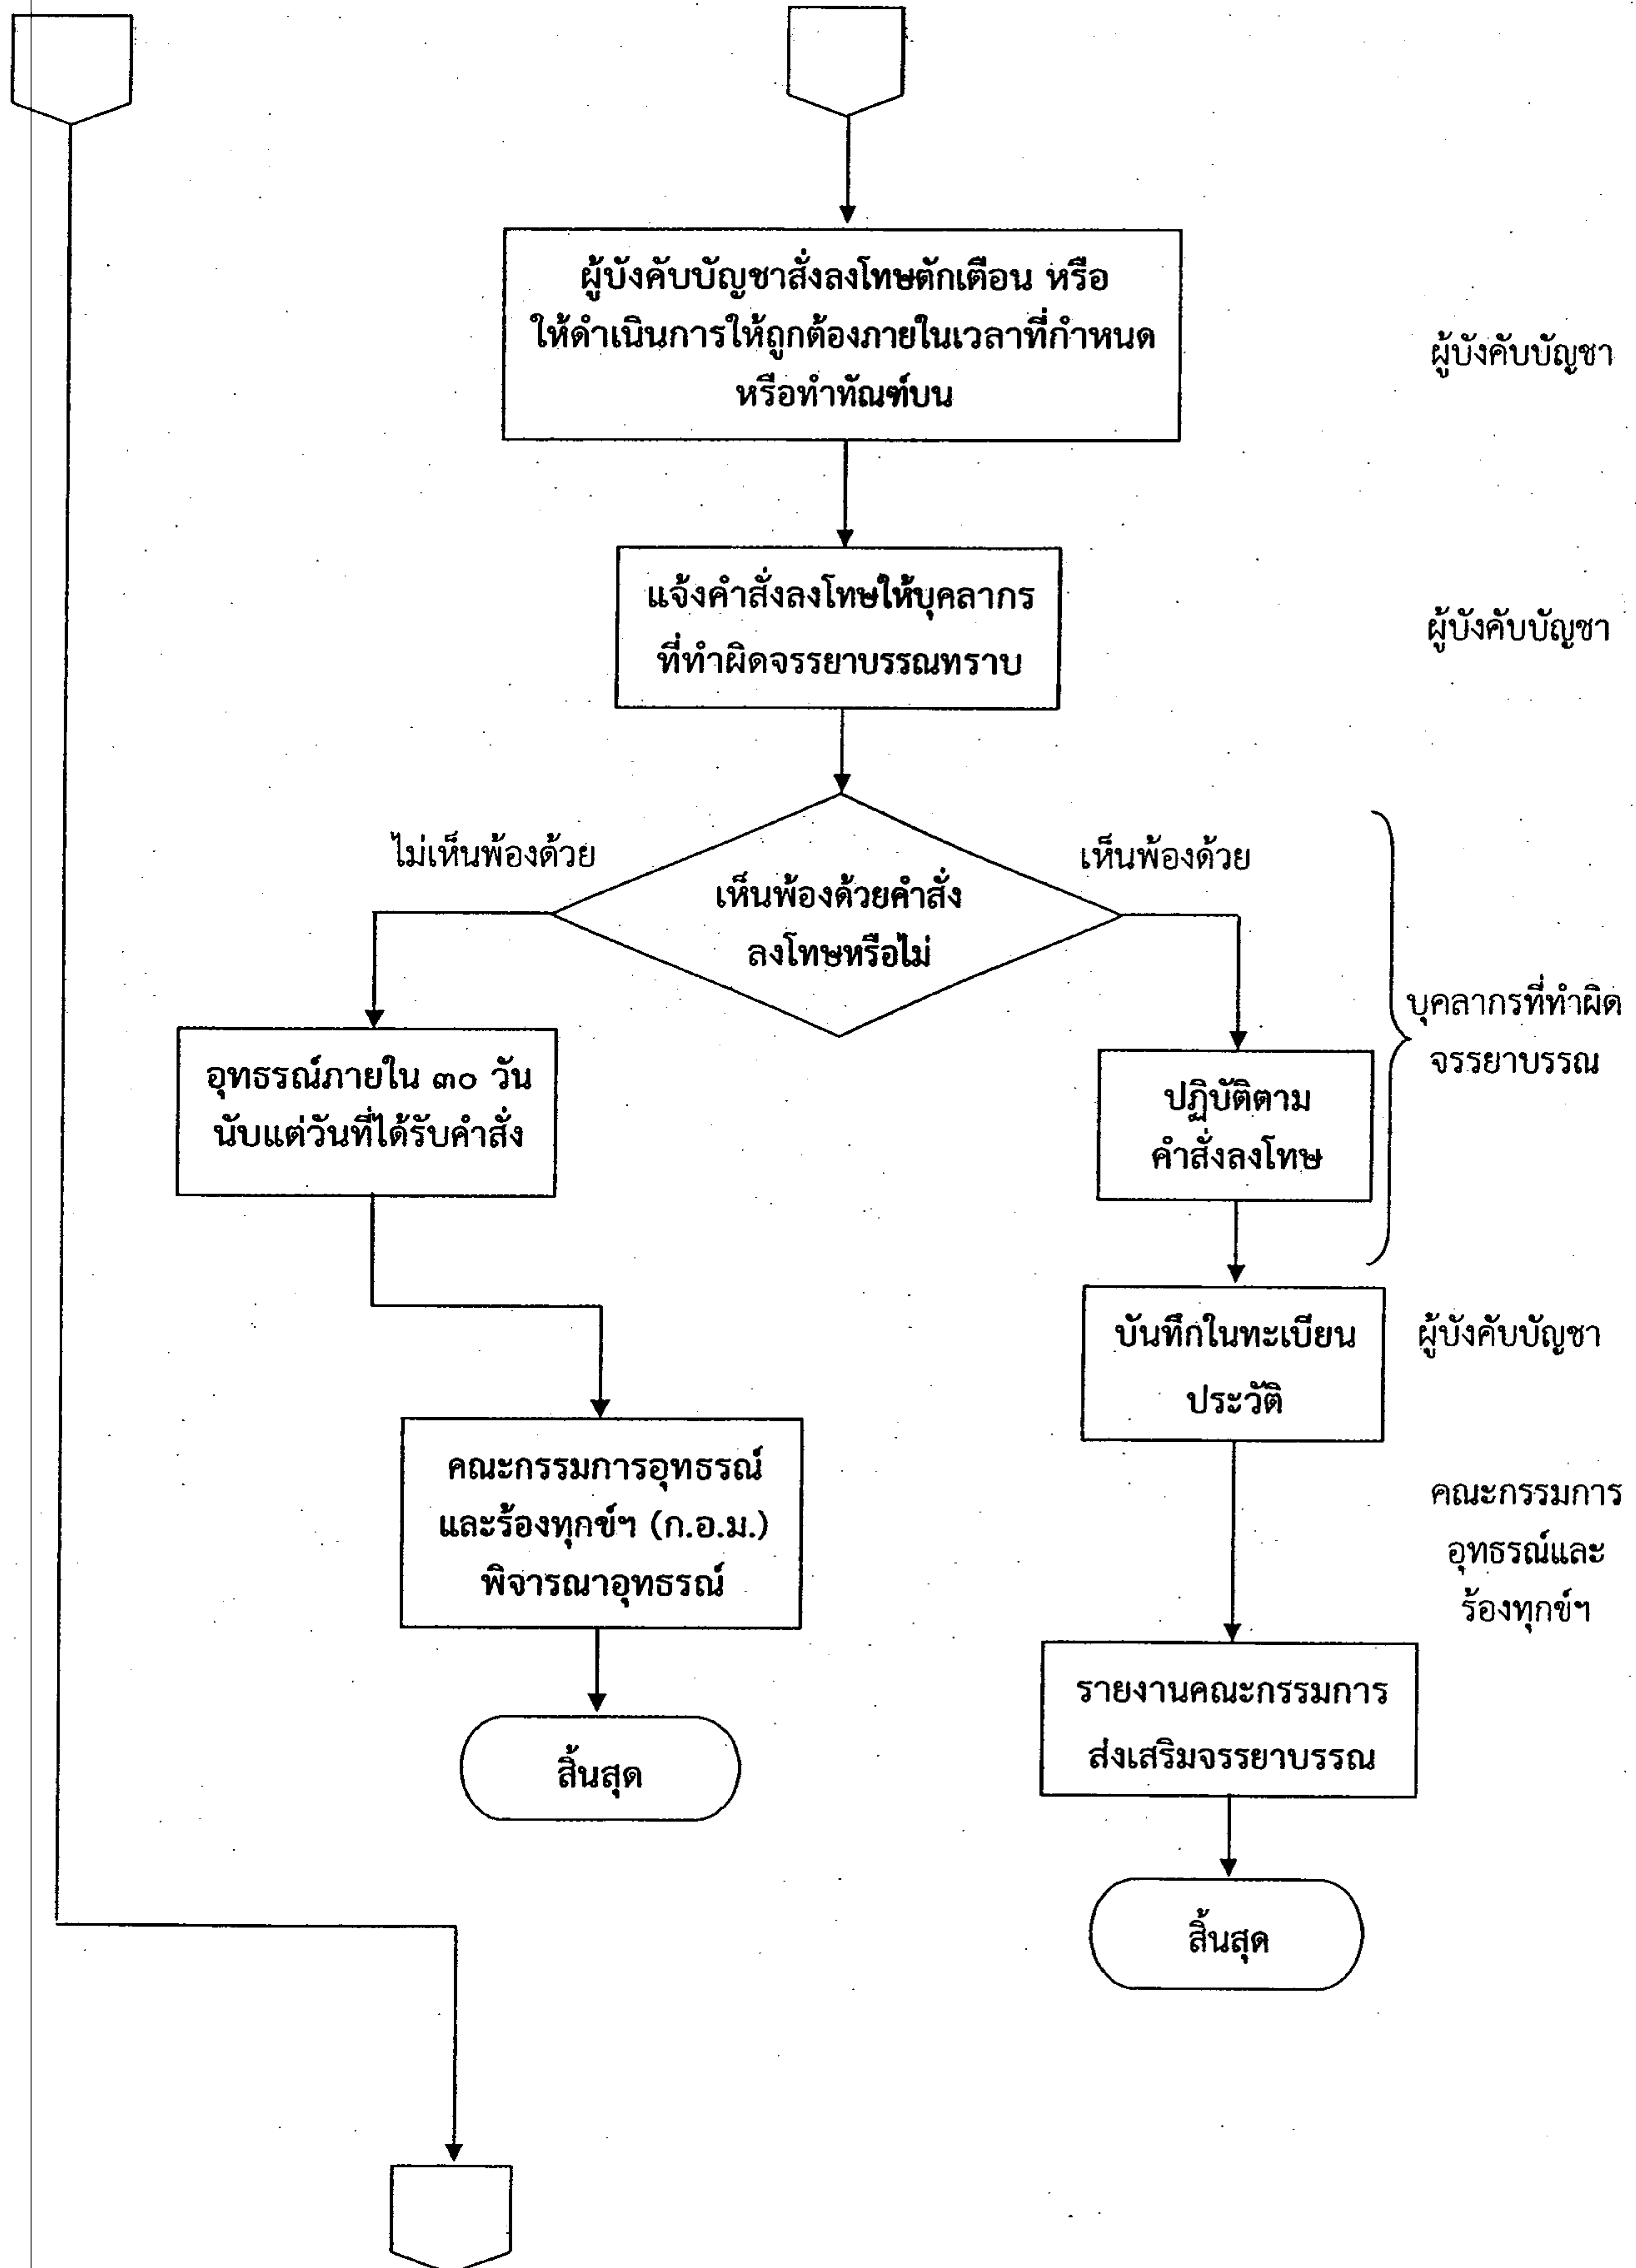 ผู้บังคับบัญชาสั่งลงโทษตักเตือน หรือ
ให้ดำเนินการให้ถูกต้องภายในเวลาที่กำหนด
หรือทำทัณฑ์บน
ผู้บังคับบัญชา
แจ้งคำสั่งลงโทษให้บุคลากร
ที่ทำผิดจรรยาบรรณทราบ
ผู้บังคับบัญชา
ไม่เห็นพ้องด้วย
เห็นพ้องด้วย
เห็นพ้องด้วยคำสั่ง
ลงโทษหรือไม่
บุคลากรที่ทำผิด
จรรยาบรรณ
อุทธรณ์ภายใน ๓๐ วัน
นับแต่วันที่ได้รับคำสั่ง
ปฏิบัติตาม
คำสั่งลงโทษ
บันทึกในทะเบียน
ประวัติ
ผู้บังคับบัญชา
คณะกรรมการอุทธรณ์
และร้องทุกข์ฯ (ก.อ.ม.)
พิจารณาอุทธรณ์
คณะกรรมการ
อุทธรณ์และ
ร้องทุกข์ฯ
รายงานคณะกรรมการ
ส่งเสริมจรรยาบรรณ
สิ้นสุด
สิ้นสุด